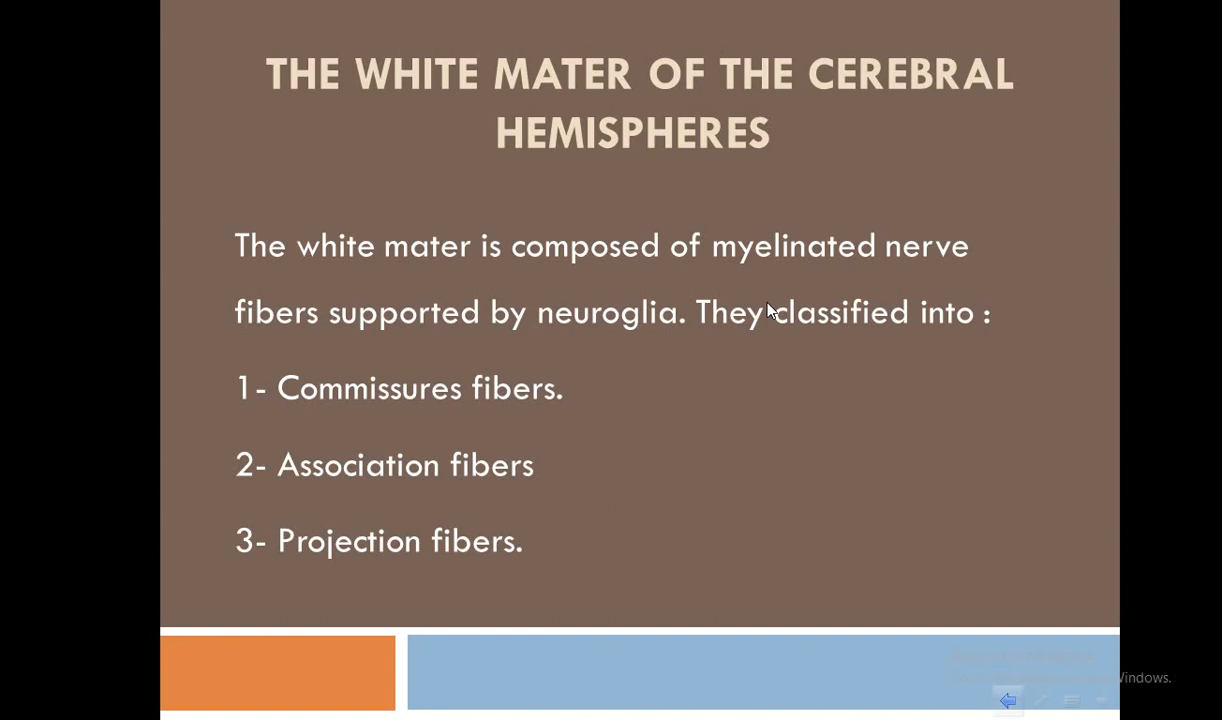 THE WHITE MATER OF THE CEREBRAL
HEMISPHERES
The white mater is composed of myelinated nerve
fibers supported by neuroglia. They classified into :
1- Commissures fibers.
2- Association fibers
3- Projection fibers.
Windows.